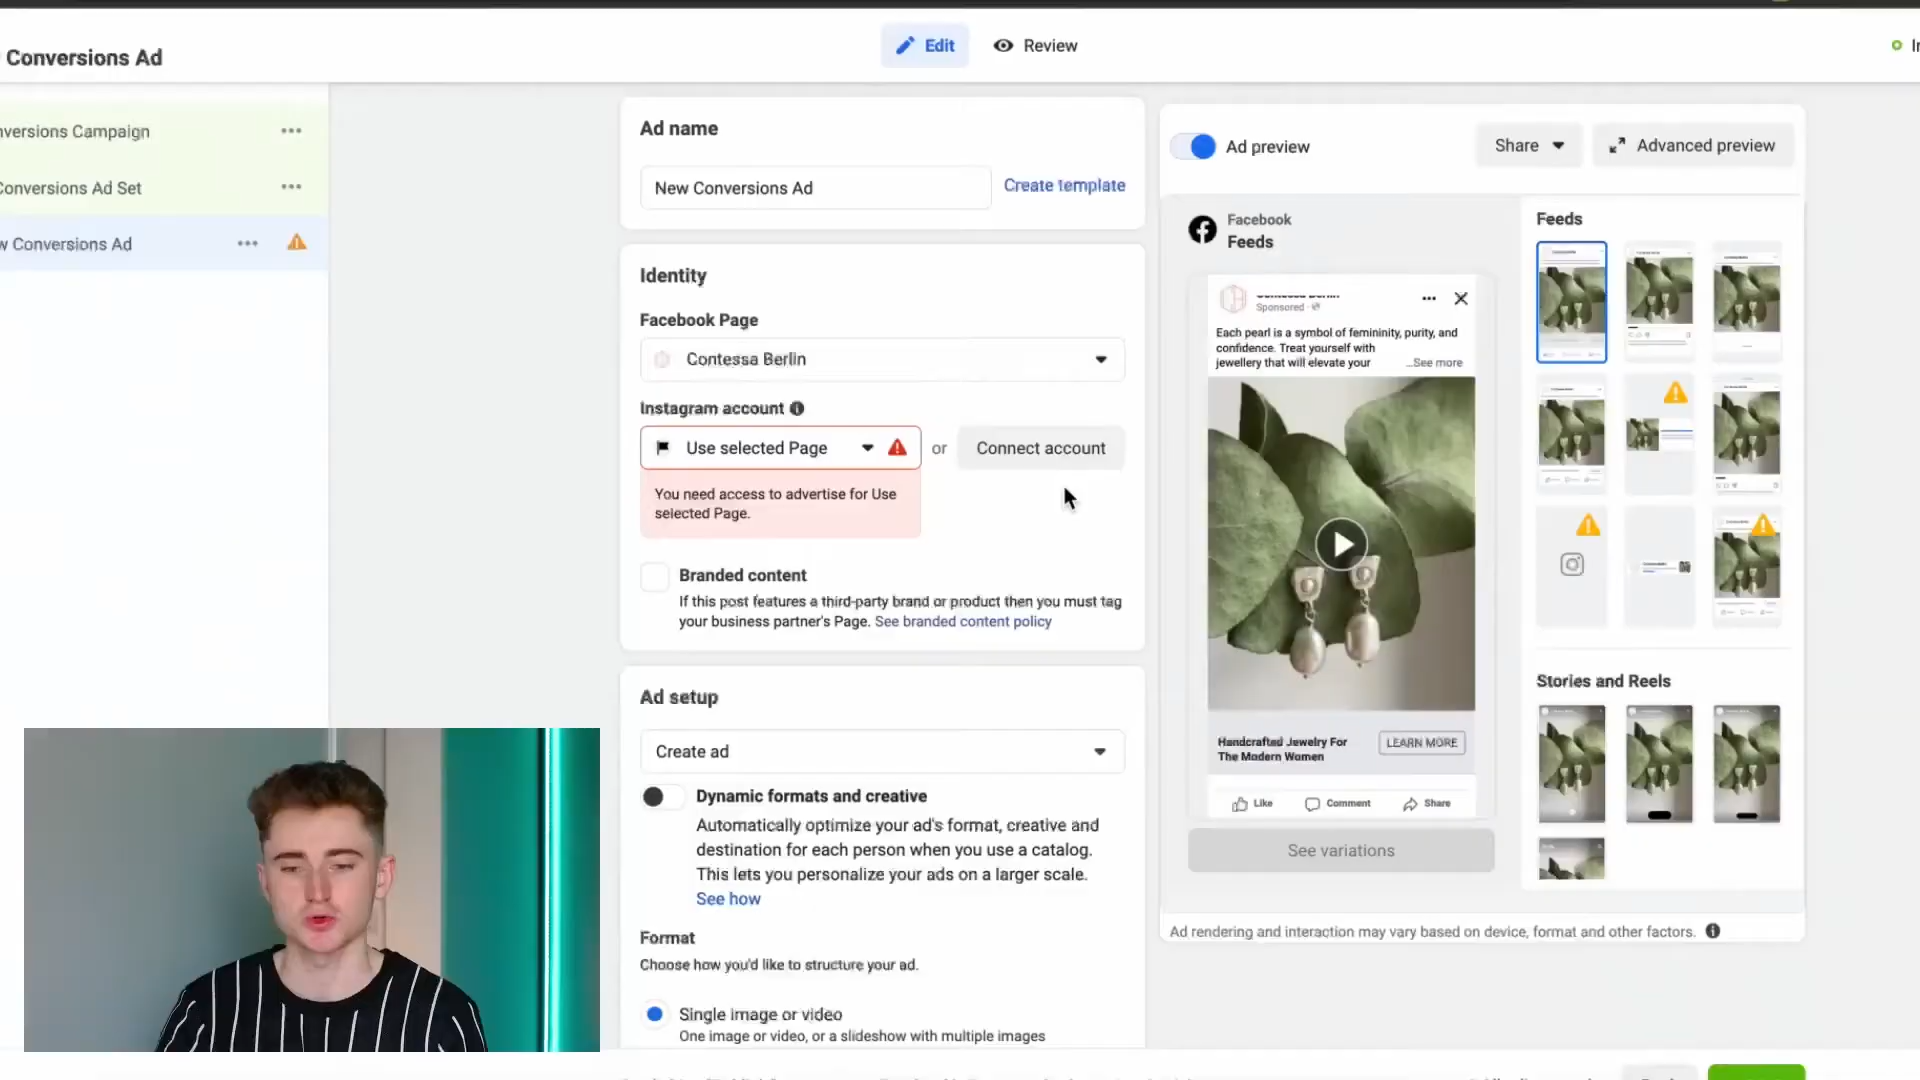 Conversions Ad
Edit
Review
Conversions Campaign
Conversions Ad Set
Conversions Ad
Ad name
New Conversions Ad
Create template
Identity
Facebook Page
Contessa Berlin
Instagram account
Use selected Page
or
Connect account
You need access to advertise for Use
selected Page.
Branded content
If this post features a third-party brand or product then you must tag
your business partner's Page. See branded content policy
Ad setup
Create ad
Dynamic formats and creative
Automatically optimize your ad's format, creative and
destination for each person when you use a catalog.
This lets you personalize your ads on a larger scale.
See how
Format
Choose how you'd like to structure your ad.
Single image or video
One image or video, or a slideshow with multiple images
Ad preview
Share
Advanced preview
Facebook
Feeds
Sponsored
Each pearl is a symbol of femininity, purity, and
confidence. Treat yourself with
jewellery that will elevate your ...See more
Handcrafted Jewelry For
The Modern Women
LEARN MORE
Like
Comment
Share
See variations
Feeds
Stories and Reels
Ad rendering and interaction may vary based on device, format and other factors.